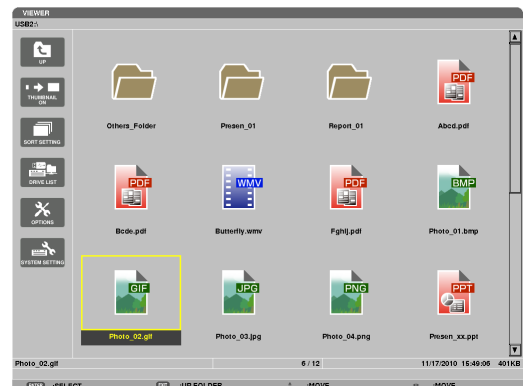 VIEWER
USB2:\
UP
THUMBNAIL
ON
SORT SETTING
DRIVE LIST
OPTIONS
SYSTEM SETTING
PDF
Others_Folder
Presen_01
Report_01
Abcd.pdf
PDF
WMV
PDF
BMP
Bcde.pdf
Butterfly.wmv
Fghij.pdf
Photo_01.bmp
GIF
JPG
PNG
PPT
Photo_02.gif
Photo_03.jpg
Photo_04.png
Presen_xx.ppt
Photo_02.gif
6 / 12
11/17/2010 15:49:06 401KB
ENTER :SELECT
EXIT :UP FOLDER
:MOVE
:MOVE